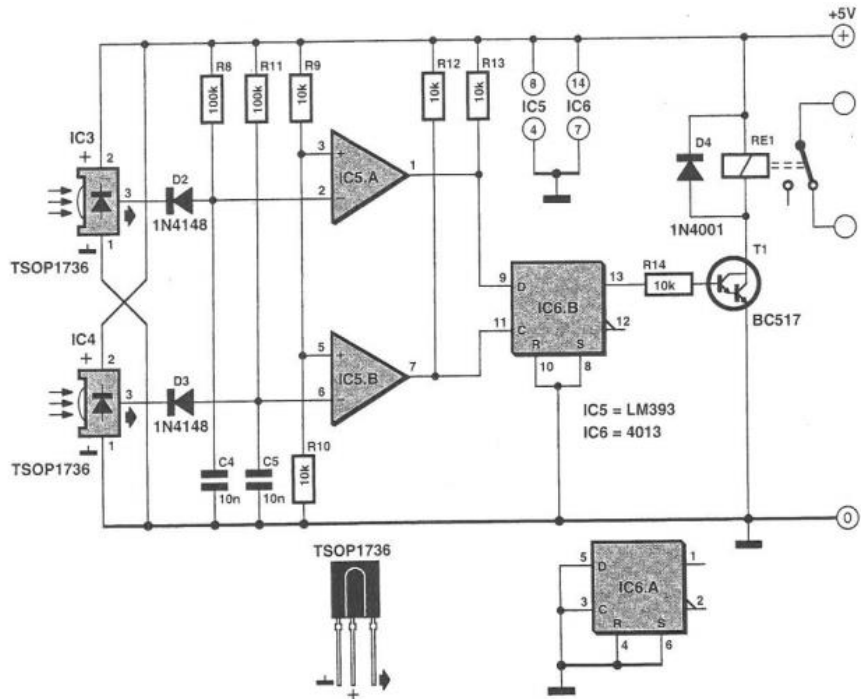 +5V
+
R8
100k
R11
100k
R9
10k
R12
10k
R13
10k
8
IC5
4
14
IC6
7
D4
1N4001
RE1
IC3
+
2
3
1
TSOP1736
D2
1N4148
3
+
2
−
IC5.A
1
T1
BC517
R14
10k
9
D
11
C
IC6.B
13
12
R
S
10
8
IC4
+
2
3
1
TSOP1736
D3
1N4148
5
+
6
−
IC5.B
7
IC5 = LM393
IC6 = 4013
C4
10n
C5
10n
R10
10k
0
TSOP1736
+
5
D
3
C
IC6.A
1
2
R
S
4
6